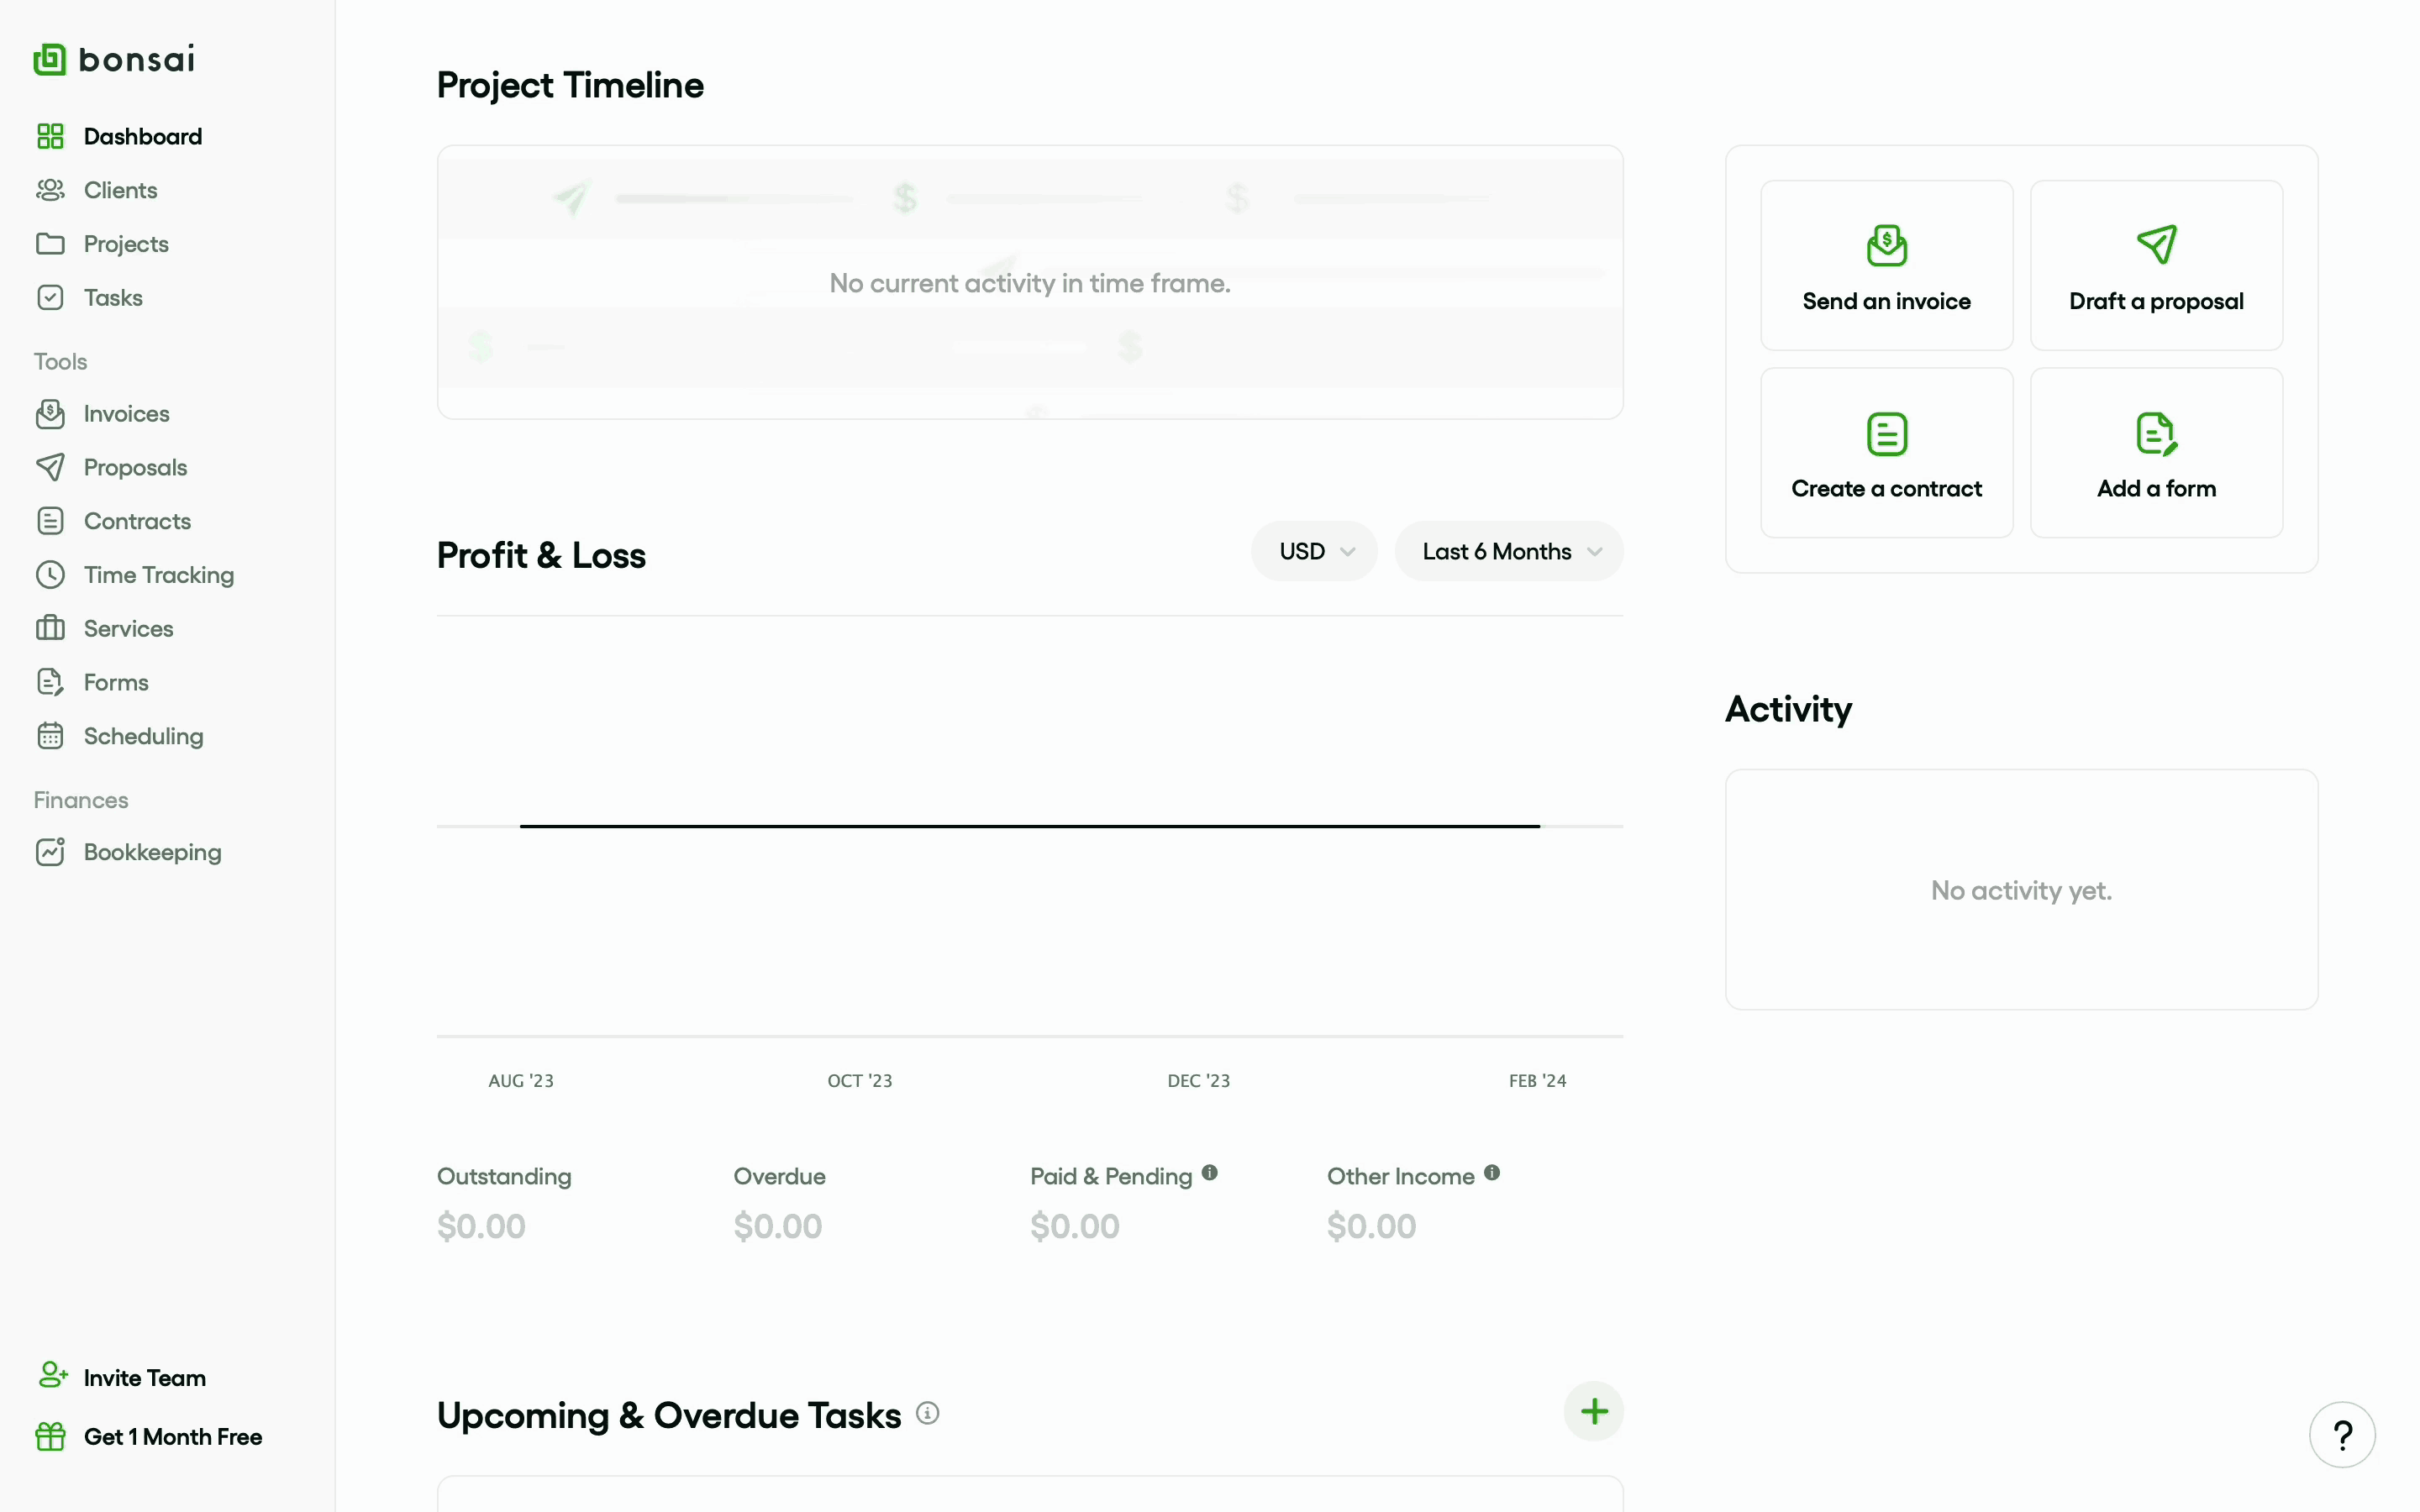 bonsai
Dashboard
Clients
Projects
Tasks
Tools
Invoices
Proposals
Contracts
Time Tracking
Services
Forms
Scheduling
Finances
Bookkeeping
Invite Team
Get 1 Month Free
Project Timeline
No current activity in time frame.
Profit & Loss
USD
Last 6 Months
AUG '23
OCT '23
DEC '23
FEB '24
Outstanding
$0.00
Overdue
$0.00
Paid & Pending
$0.00
Other Income
$0.00
Upcoming & Overdue Tasks
Send an invoice
Draft a proposal
Create a contract
Add a form
Activity
No activity yet.
?